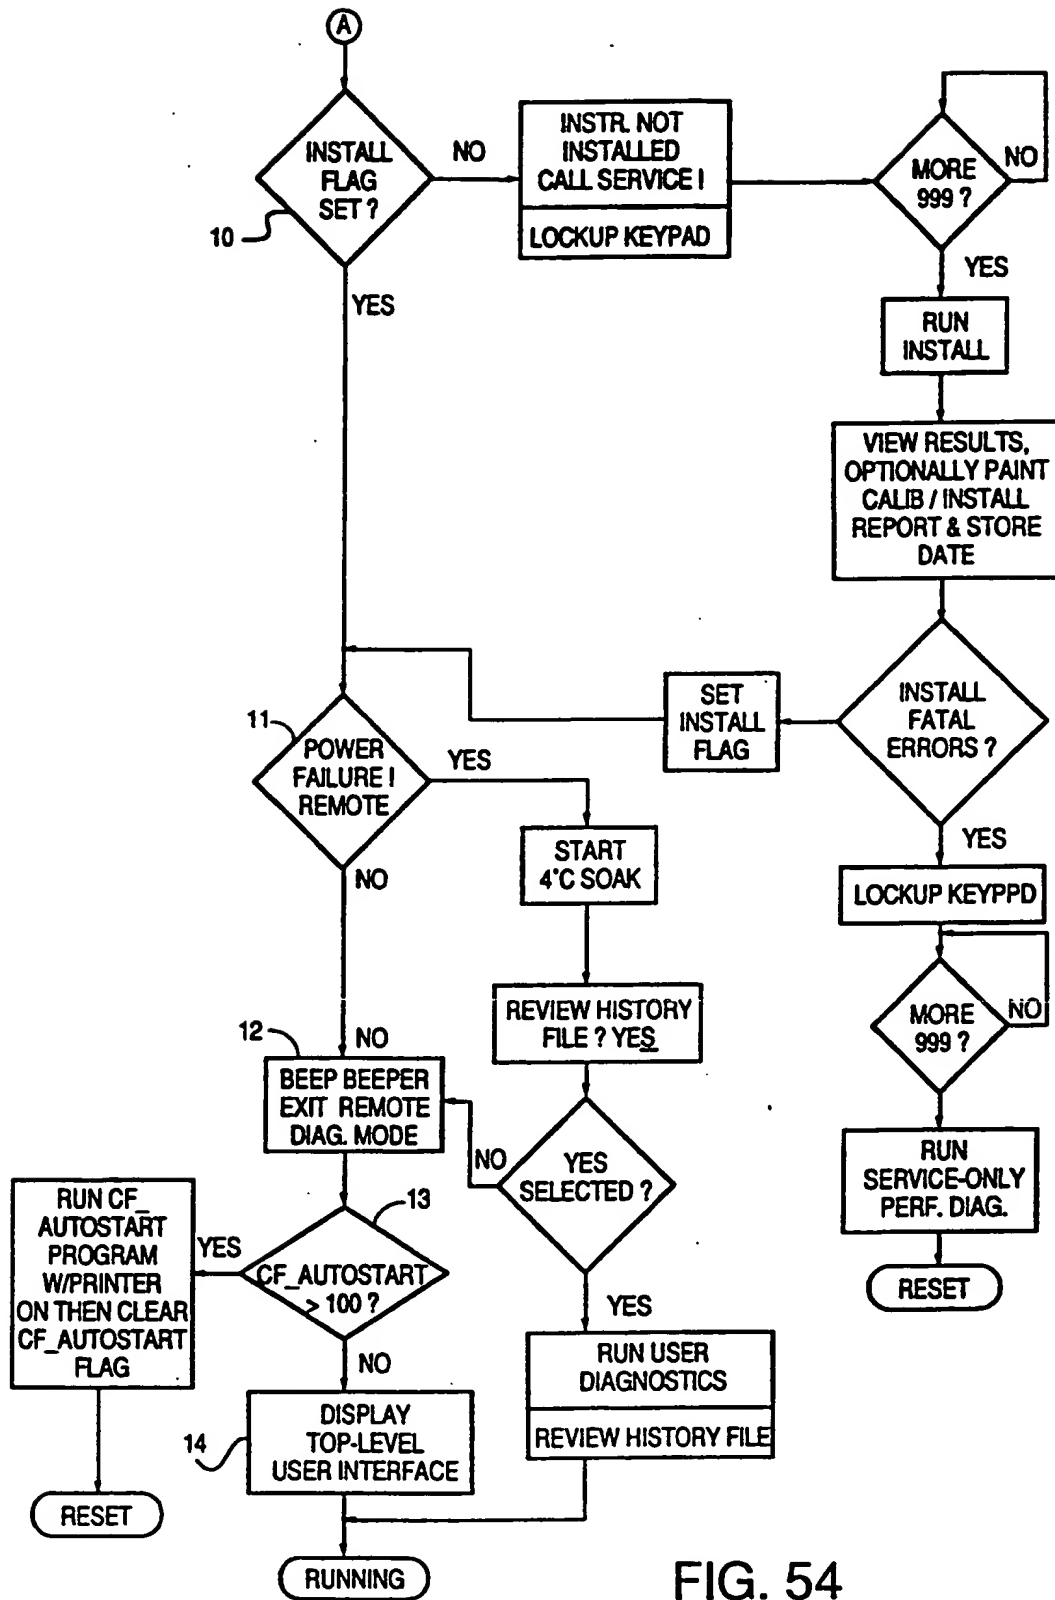 A
INSTALL
FLAG
SET ?
10
NO
YES
INSTR. NOT
INSTALLED
CALL SERVICE !
LOCKUP KEYPAD
MORE
999 ?
NO
YES
RUN
INSTALL
VIEW RESULTS,
OPTIONALLY PAINT
CALIB / INSTALL
REPORT & STORE
DATE
INSTALL
FATAL
ERRORS ?
SET
INSTALL
FLAG
YES
LOCKUP KEYPPD
MORE
999 ?
NO
RUN
SERVICE-ONLY
PERF. DIAG.
RESET
11
POWER
FAILURE !
REMOTE
YES
NO
START
4°C SOAK
REVIEW HISTORY
FILE ? YES
YES
SELECTED ?
NO
YES
RUN USER
DIAGNOSTICS
REVIEW HISTORY FILE
12
NO
BEEP BEEPER
EXIT REMOTE
DIAG. MODE
13
CF_AUTOSTART
> 100 ?
YES
NO
RUN CF_
AUTOSTART
PROGRAM
W/PRINTER
ON THEN CLEAR
CF_AUTOSTART
FLAG
RESET
14
DISPLAY
TOP-LEVEL
USER INTERFACE
RUNNING
FIG. 54